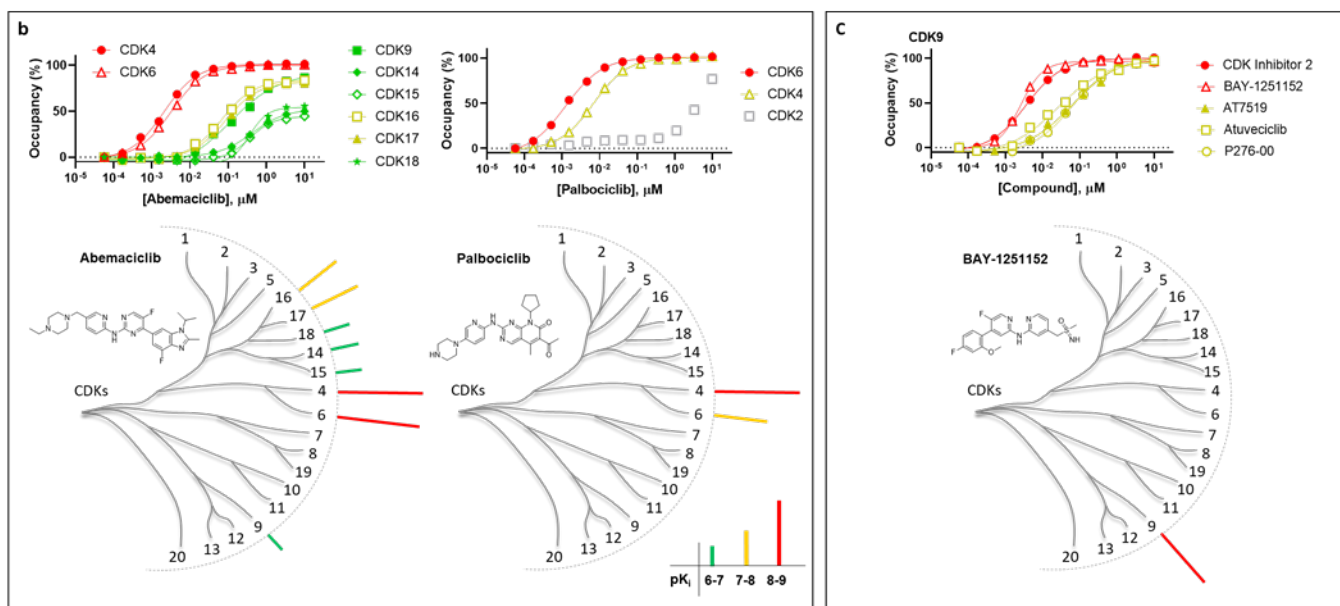 b
100
50
0
Occupancy (%)
10⁻⁵ 10⁻⁴ 10⁻³ 10⁻² 10⁻¹ 10⁰ 10¹
[Abemaciclib], μM
CDK4
CDK6
CDK9
CDK14
CDK15
CDK16
CDK17
CDK18
100
50
0
Occupancy (%)
10⁻⁵ 10⁻⁴ 10⁻³ 10⁻² 10⁻¹ 10⁰ 10¹
[Palbociclib], μM
CDK6
CDK4
CDK2
Abemaciclib
N
N
N
N
H
N
N
F
N
N
F
CDKs
1
2
3
5
16
17
18
14
15
4
6
7
8
19
10
11
9
12
13
20
Palbociclib
HN
N
N
H
N
N
N
N
O
O
CDKs
1
2
3
5
16
17
18
14
15
4
6
7
8
19
10
11
9
12
13
20
pKᵢ 6-7 7-8 8-9
c
CDK9
100
50
0
Occupancy (%)
10⁻⁵ 10⁻⁴ 10⁻³ 10⁻² 10⁻¹ 10⁰ 10¹
[Compound], μM
CDK Inhibitor 2
BAY-1251152
AT7519
Atuveciclib
P276-00
BAY-1251152
F
N
N
O
S
NH
N
H
F
O
CDKs
1
2
3
5
16
17
18
14
15
4
6
7
8
19
10
11
9
12
13
20